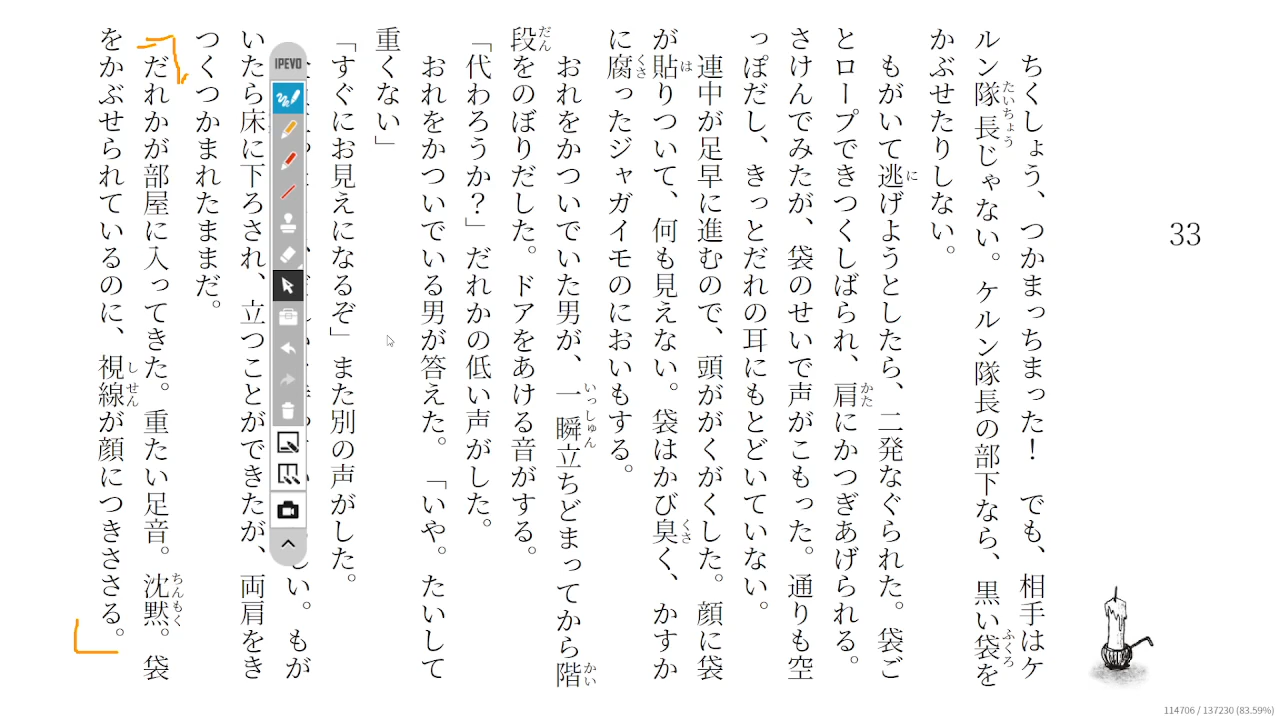 33
ちくしょう、つかまっちまった！　でも、相手はケ
ルン隊長じゃない。ケルン隊長の部下なら、黒い袋を
かぶせたりしない。
もがいて逃げようとしたら、二発なぐられた。袋ご
とロープできつくしばられ、肩にかつぎあげられる。
さけんでみたが、袋のせいで声がこもった。通りも空
っぽだし、きっとだれの耳にもとどいていない。
連中が足早に進むので、頭ががくがくした。顔に袋
が貼りついて、何も見えない。袋はかび臭く、かすか
に腐ったジャガイモのにおいもする。
おれをかついでいた男が、一瞬立ちどまってから階
段をのぼりだした。ドアをあける音がする。
「代わろうか？」だれかの低い声がした。
おれをかついでいる男が答えた。「いや。たいして
重くない」
「すぐにお見えになるぞ」また別の声がした。
い。もが
いたら床に下ろされ、立つことができたが、両肩をき
つくつかまれたままだ。
だれかが部屋に入ってきた。重たい足音。沈黙。袋
をかぶせられているのに、視線が顔につきささる。
IPEVO
114706 / 137230 (83.59%)